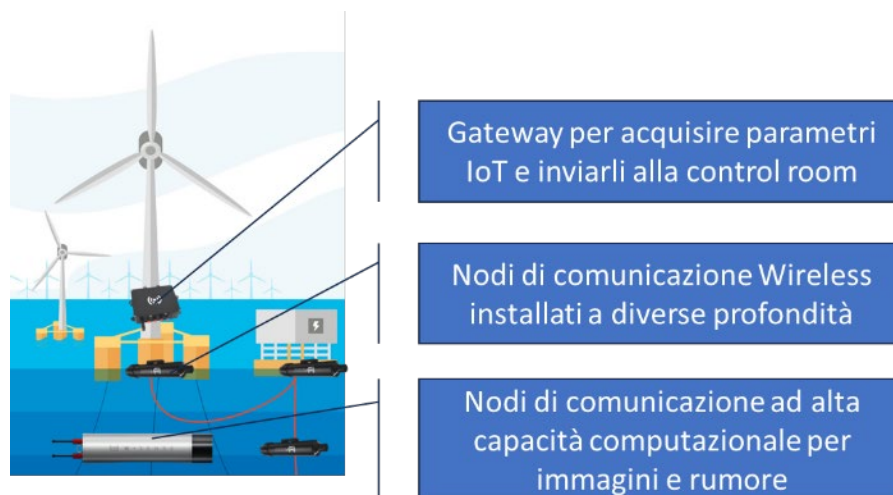 Gateway per acquisire parametri
IoT e inviarli alla control room
Nodi di comunicazione Wireless
installati a diverse profondità
Nodi di comunicazione ad alta
capacità computazionale per
immagini e rumore